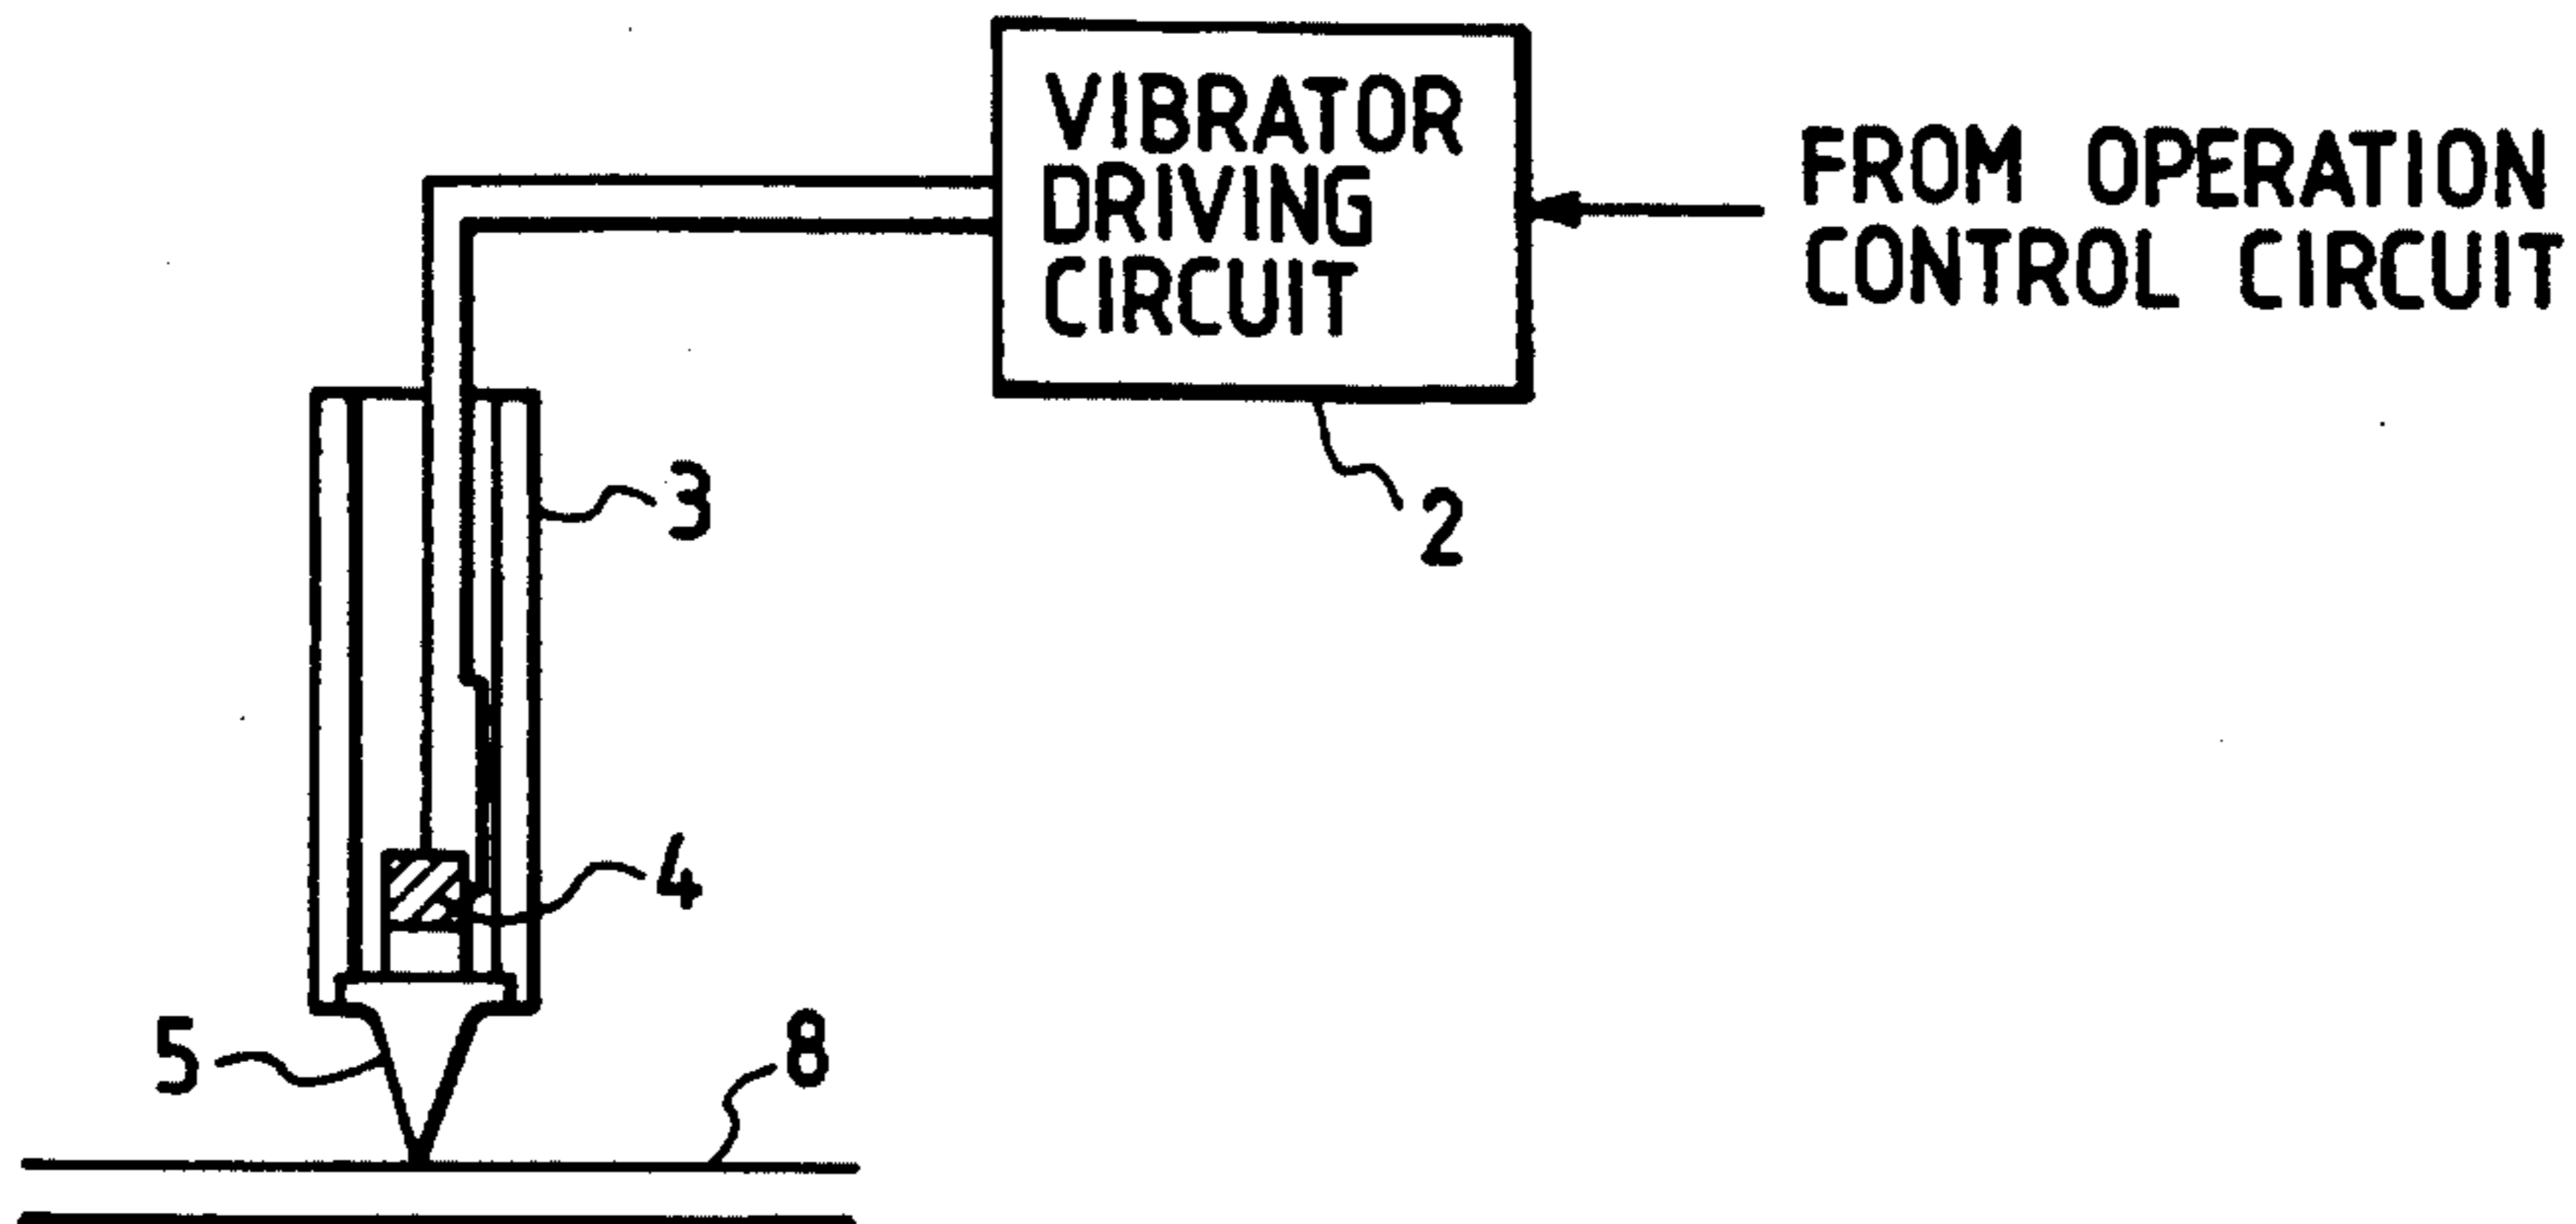 VIBRATOR
DRIVING
CIRCUIT
FROM OPERATION
CONTROL CIRCUIT
2
3
4
5
8